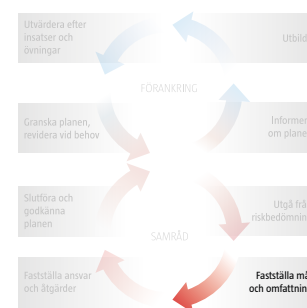 Utvärdera efter
insatser och
övningar
Utbild
FÖRANKRING
Granska planen,
revidera vid behov
Informer
om plane
Slutföra och
godkänna
planen
Utgå frå
riskbedömnin
SAMRÅD
Fastställa ansvar
och åtgärder
Fastställa må
och omfattnin